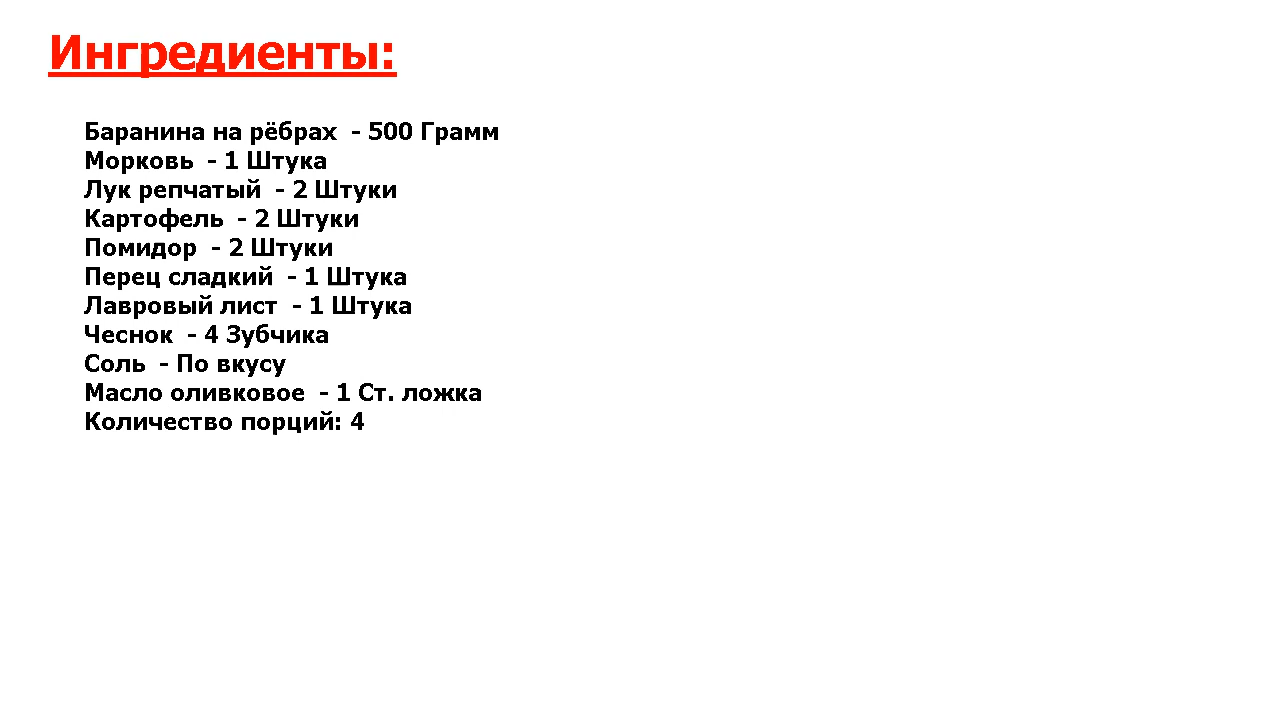 Ингредиенты:
Баранина на рёбрах  - 500 Грамм
Морковь  - 1 Штука
Лук репчатый  - 2 Штуки
Картофель  - 2 Штуки
Помидор  - 2 Штуки
Перец сладкий  - 1 Штука
Лавровый лист  - 1 Штука
Чеснок  - 4 Зубчика
Соль  - По вкусу
Масло оливковое  - 1 Ст. ложка
Количество порций: 4